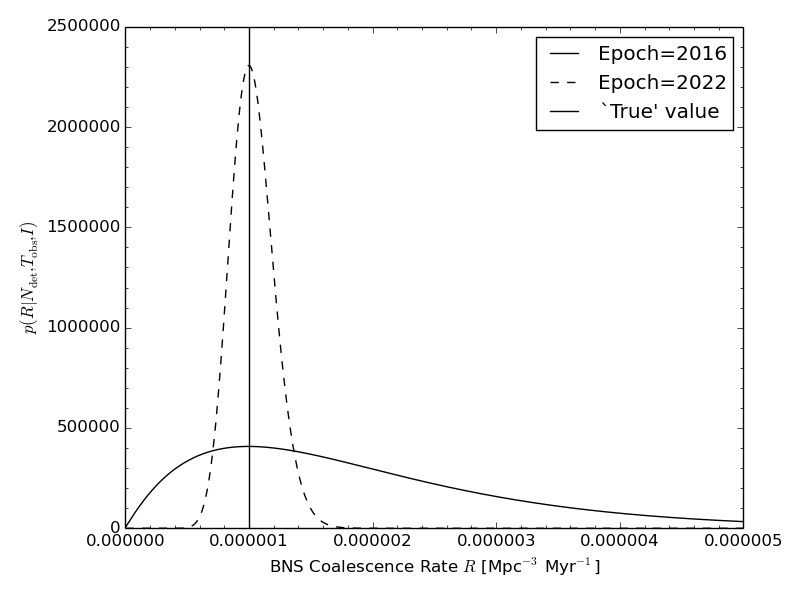 2500000
2000000
1500000
1000000
500000
0
0.000000 0.000001 0.000002 0.000003 0.000004 0.000005
p(R|N_det,T_obs,I)
BNS Coalescence Rate R [Mpc⁻³ Myr⁻¹]
Epoch=2016
Epoch=2022
`True' value